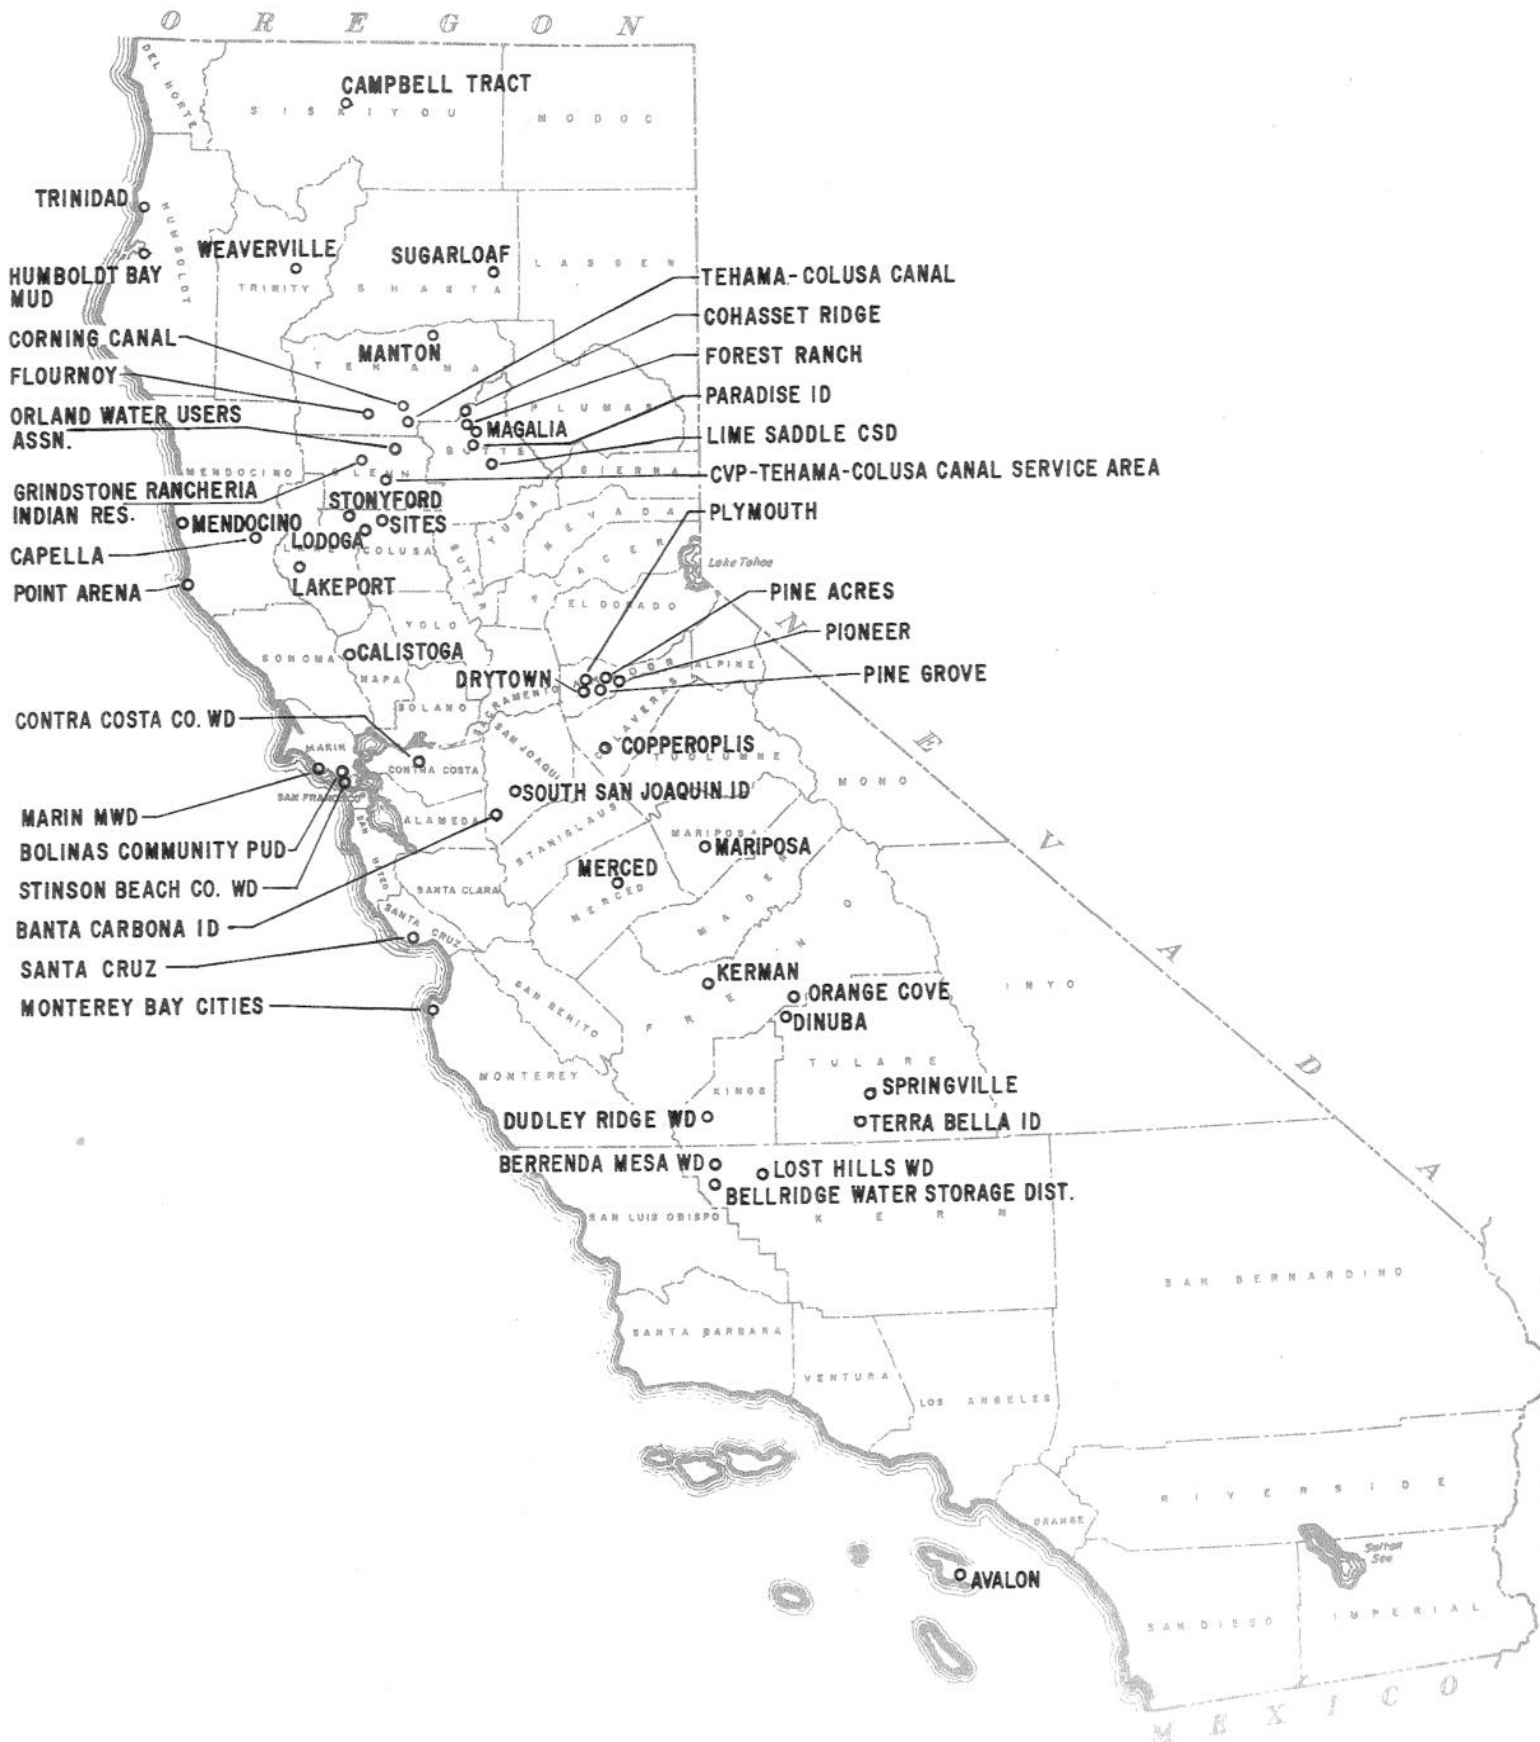 O R E G O N
DEL NORTE
CAMPBELL TRACT
SISKIYOU
MODOC
TRINIDAD
HUMBOLDT
HUMBOLDT BAY
MUD
WEAVERVILLE
TRINITY
SUGARLOAF
SHASTA
LASSEN
TEHAMA-COLUSA CANAL
COHASSET RIDGE
FOREST RANCH
PARADISE ID
LIME SADDLE CSD
CVP-TEHAMA-COLUSA CANAL SERVICE AREA
CORNING CANAL
FLOURNOY
ORLAND WATER USERS
ASSN.
GRINDSTONE RANCHERIA
INDIAN RES.
MANTON
TEHAMA
PLUMAS
MAGALIA
BUTTE
SIERRA
MENDOCINO
GLENN
STONYFORD
MENDOCINO
LODOGA
SITES
CAPELLA
LAKE
COLUSA
SUTTER
YUBA
NEVADA
PLACER
Lake Tahoe
POINT ARENA
LAKEPORT
PLYMOUTH
PINE ACRES
PIONEER
PINE GROVE
EL DORADO
YOLO
SONOMA
CALISTOGA
NAPA
DRYTOWN
SACRAMENTO
AMADOR
ALPINE
SOLANO
CALAVERAS
CONTRA COSTA CO. WD
MARIN
CONTRA COSTA
SAN JOAQUIN
COPPEROPLIS
TUOLUMNE
MONO
N E V A D A
SAN FRANCISCO
SAN MATEO
ALAMEDA
SOUTH SAN JOAQUIN ID
STANISLAUS
MARIN MWD
BOLINAS COMMUNITY PUD
STINSON BEACH CO. WD
BANTA CARBONA ID
SANTA CRUZ
MONTEREY BAY CITIES
MARIPOSA
MARIPOSA
MERCED
MERCED
SANTA CLARA
MADERA
SANTA CRUZ
KERMAN
ORANGE COVE
DINUBA
SAN BENITO
FRESNO
INYO
MONTEREY
KINGS
TULARE
SPRINGVILLE
DUDLEY RIDGE WD
TERRA BELLA ID
BERRENDA MESA WD
LOST HILLS WD
BELLRIDGE WATER STORAGE DIST.
SAN LUIS OBISPO
KERN
SAN BERNARDINO
SANTA BARBARA
VENTURA
LOS ANGELES
RIVERSIDE
ORANGE
Salton
Sea
AVALON
SAN DIEGO
IMPERIAL
M E X I C O